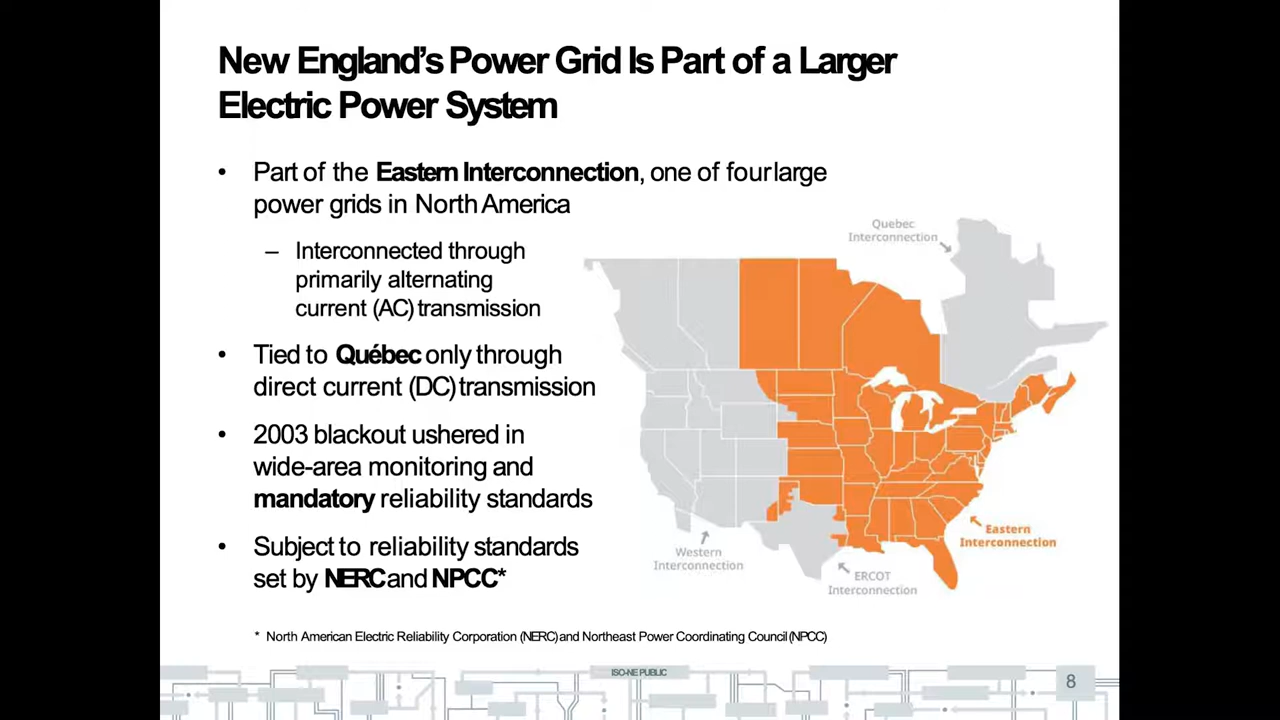 New England's Power Grid Is Part of a Larger
Electric Power System
• Part of the Eastern Interconnection, one of four large
power grids in North America
– Interconnected through
primarily alternating
current (AC) transmission
• Tied to Québec only through
direct current (DC) transmission
• 2003 blackout ushered in
wide-area monitoring and
mandatory reliability standards
• Subject to reliability standards
set by NERC and NPCC*
Quebec
Interconnection
Eastern
Interconnection
Western
Interconnection
ERCOT
Interconnection
* North American Electric Reliability Corporation (NERC) and Northeast Power Coordinating Council (NPCC)
ISO-NE PUBLIC
8